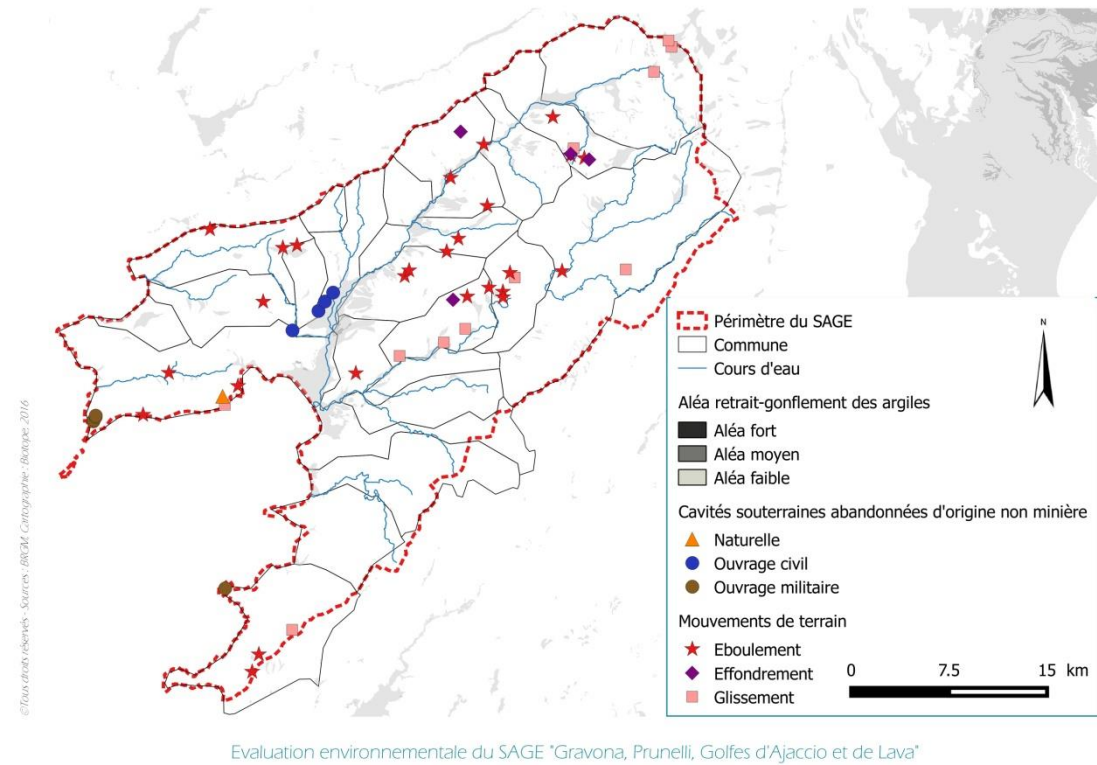 Périmètre du SAGE
Commune
Cours d'eau
N
Aléa retrait-gonflement des argiles
Aléa fort
Aléa moyen
Aléa faible
Cavités souterraines abandonnées d'origine non minière
Naturelle
Ouvrage civil
Ouvrage militaire
Mouvements de terrain
Eboulement
Effondrement
Glissement
0 7.5 15 km
©Tous droits réservés - Sources : BRGM, Cartographie : Biotope, 2016
Evaluation environnementale du SAGE "Gravona, Prunelli, Golfes d'Ajaccio et de Lava"